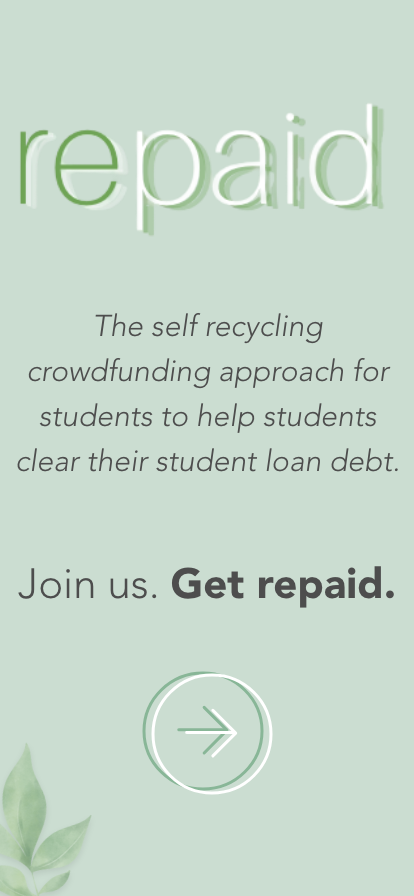 repaid
The self recycling
crowdfunding approach for
students to help students
clear their student loan debt.
Join us. Get repaid.